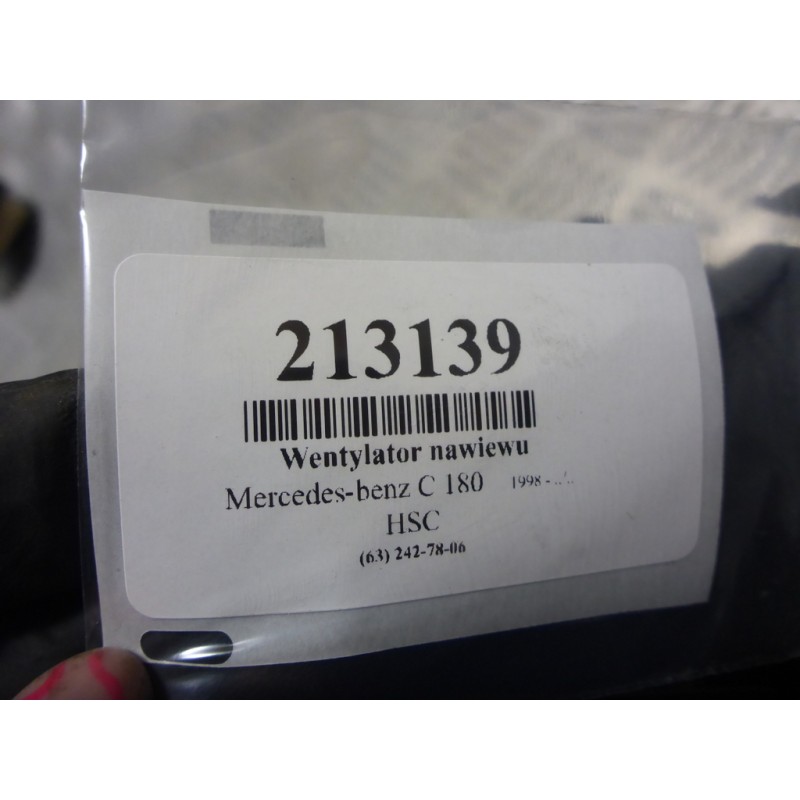 213139
Wentylator nawiewu
Mercedes-benz C 180 1998 - ../..
HSC
(63) 242-78-06